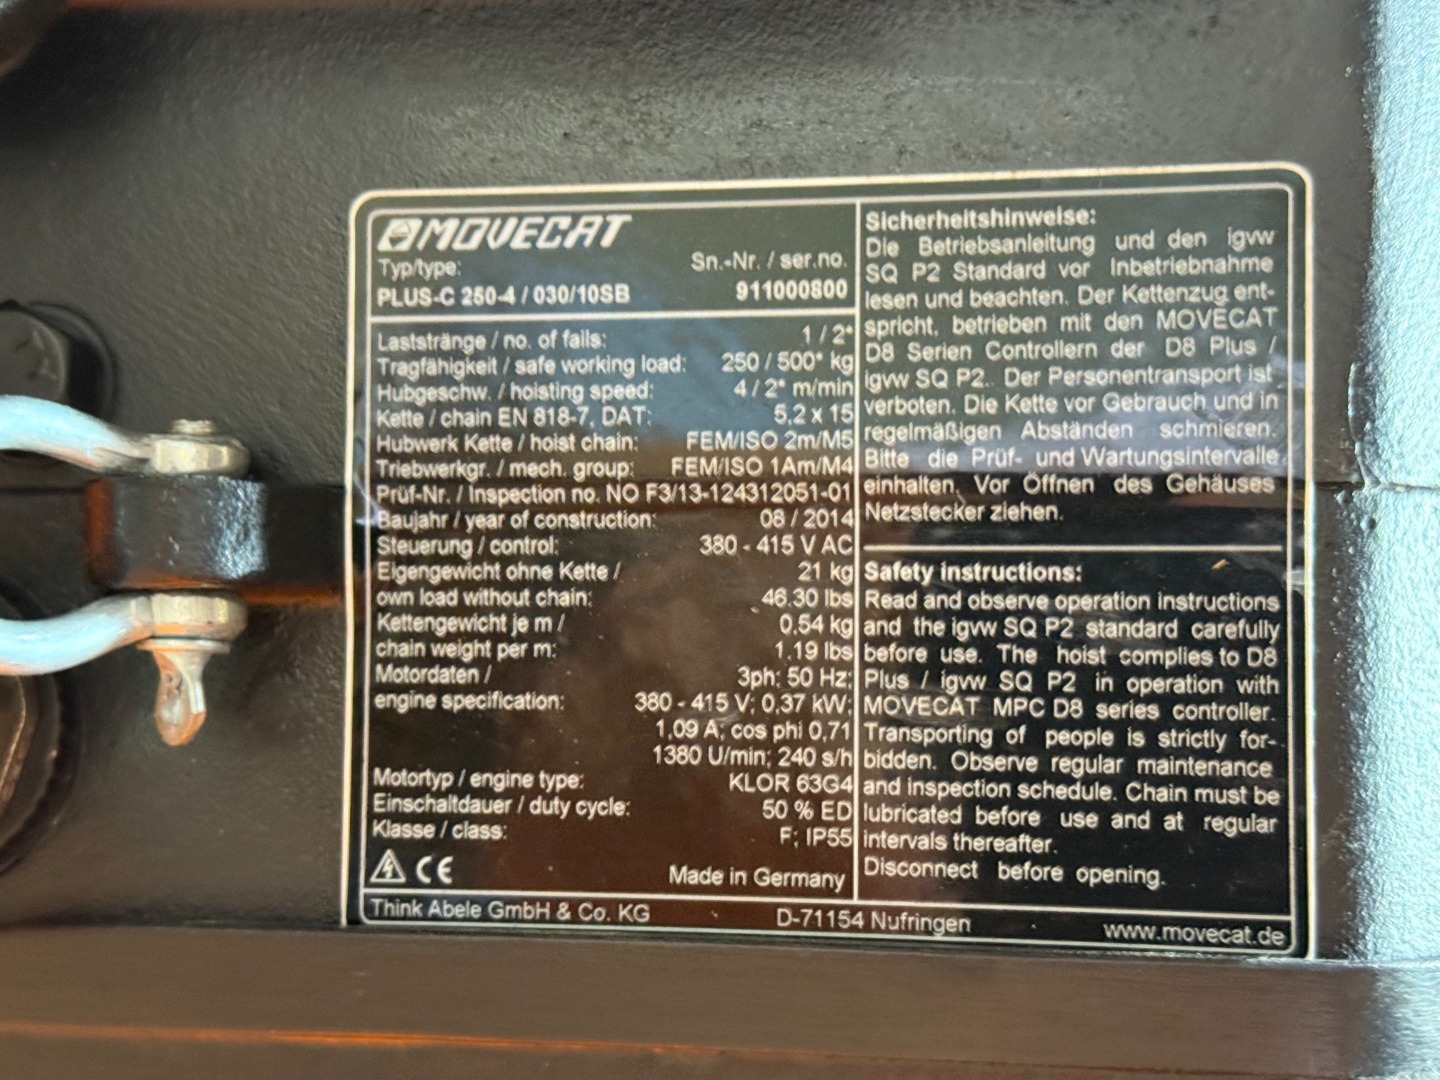 MOVECAT
Typ/type: Sn.-Nr. / ser.no.
PLUS-C 250-4 / 030/10SB 911000800
Laststränge / no. of falls: 1 / 2*
Tragfähigkeit / safe working load: 250 / 500* kg
Hubgeschw. / hoisting speed: 4 / 2* m/min
Kette / chain EN 818-7, DAT: 5,2 x 15
Hubwerk Kette / hoist chain: FEM/ISO 2m/M5
Triebwerkgr. / mech. group: FEM/ISO 1Am/M4
Prüf-Nr. / Inspection no. NO F3/13-124312051-01
Baujahr / year of construction: 08 / 2014
Steuerung / control: 380 - 415 V AC
Eigengewicht ohne Kette / 21 kg
own load without chain: 46.30 lbs
Kettengewicht je m / 0,54 kg
chain weight per m: 1.19 lbs
Motordaten / 3ph; 50 Hz;
engine specification: 380 - 415 V; 0,37 kW;
1,09 A; cos phi 0,71
1380 U/min; 240 s/h
Motortyp / engine type: KLOR 63G4
Einschaltdauer / duty cycle: 50 % ED
Klasse / class: F; IP55
CE Made in Germany
Sicherheitshinweise:
Die Betriebsanleitung und den igvw
SQ P2 Standard vor Inbetriebnahme
lesen und beachten. Der Kettenzug ent-
spricht, betrieben mit den MOVECAT
D8 Serien Controllern der D8 Plus /
igvw SQ P2. Der Personentransport ist
verboten. Die Kette vor Gebrauch und in
regelmäßigen Abständen schmieren.
Bitte die Prüf- und Wartungsintervalle
einhalten. Vor Öffnen des Gehäuses
Netzstecker ziehen.
Safety instructions:
Read and observe operation instructions
and the igvw SQ P2 standard carefully
before use. The hoist complies to D8
Plus / igvw SQ P2 in operation with
MOVECAT MPC D8 series controller.
Transporting of people is strictly for-
bidden. Observe regular maintenance
and inspection schedule. Chain must be
lubricated before use and at regular
intervals thereafter.
Disconnect before opening.
Think Abele GmbH & Co. KG D-71154 Nufringen www.movecat.de